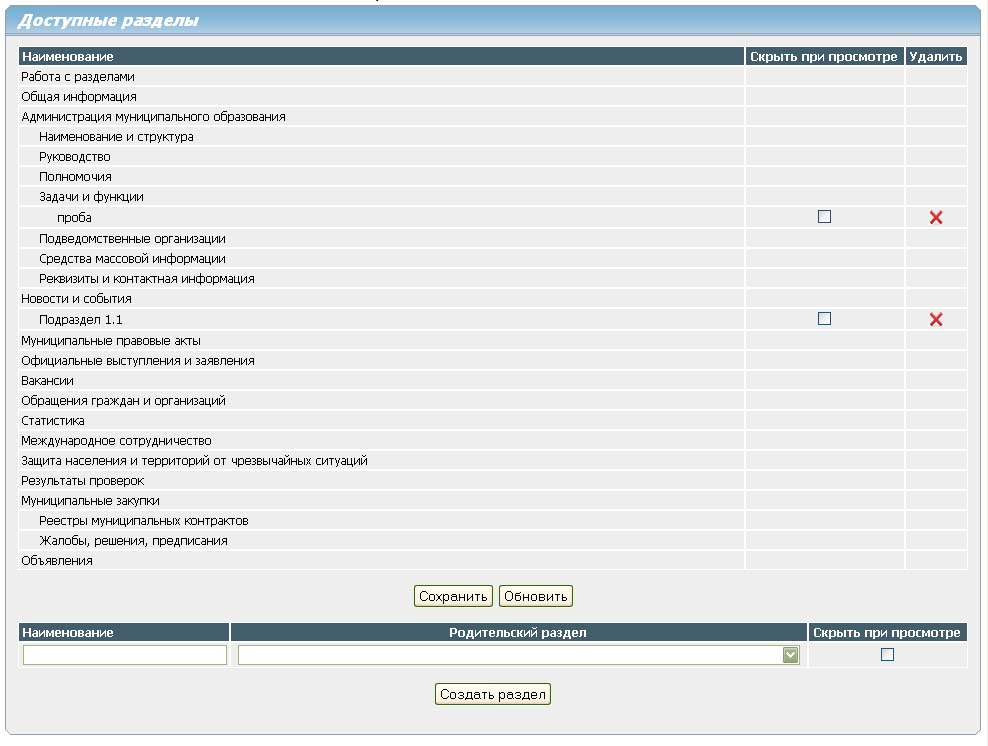 Доступные разделы
Наименование Скрыть при просмотре Удалить
Работа с разделами
Общая информация
Администрация муниципального образования
Наименование и структура
Руководство
Полномочия
Задачи и функции
проба
Подведомственные организации
Средства массовой информации
Реквизиты и контактная информация
Новости и события
Подраздел 1.1
Муниципальные правовые акты
Официальные выступления и заявления
Вакансии
Обращения граждан и организаций
Статистика
Международное сотрудничество
Защита населения и территорий от чрезвычайных ситуаций
Результаты проверок
Муниципальные закупки
Реестры муниципальных контрактов
Жалобы, решения, предписания
Объявления
Сохранить Обновить
Наименование Родительский раздел Скрыть при просмотре
Создать раздел